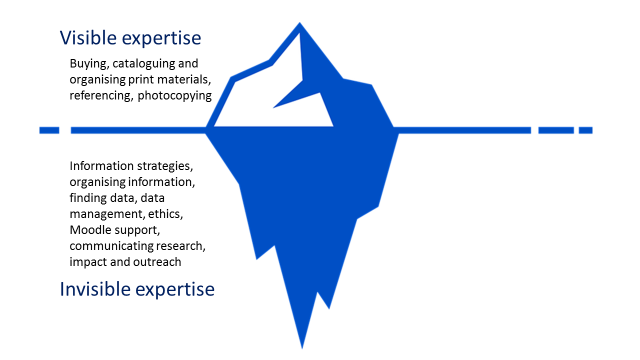 Visible expertise
Buying, cataloguing and
organising print materials,
referencing, photocopying
Information strategies,
organising information,
finding data, data
management, ethics,
Moodle support,
communicating research,
impact and outreach
Invisible expertise